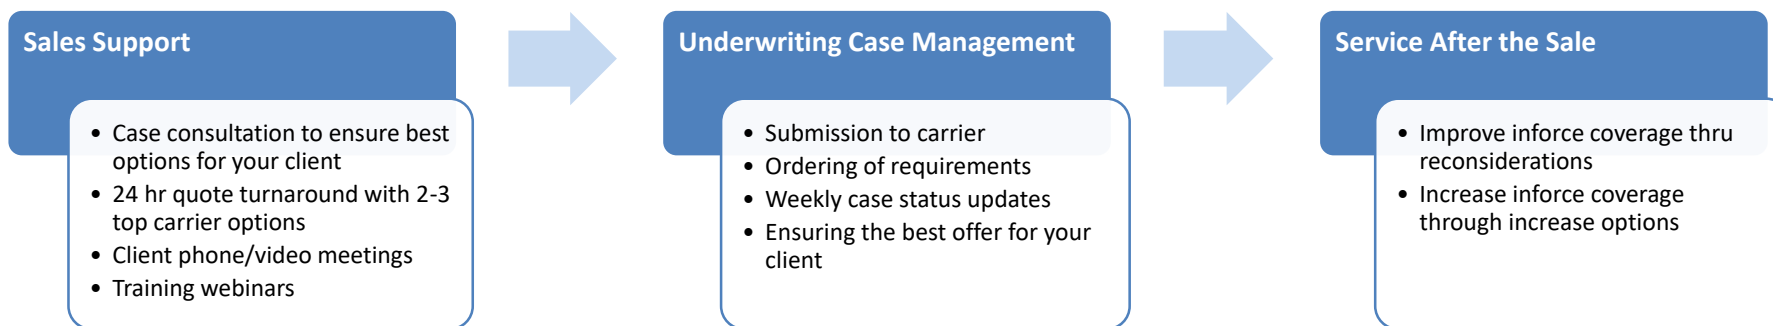 Sales Support
• Case consultation to ensure best
options for your client
• 24 hr quote turnaround with 2-3
top carrier options
• Client phone/video meetings
• Training webinars
Underwriting Case Management
• Submission to carrier
• Ordering of requirements
• Weekly case status updates
• Ensuring the best offer for your
client
Service After the Sale
• Improve inforce coverage thru
reconsiderations
• Increase inforce coverage
through increase options